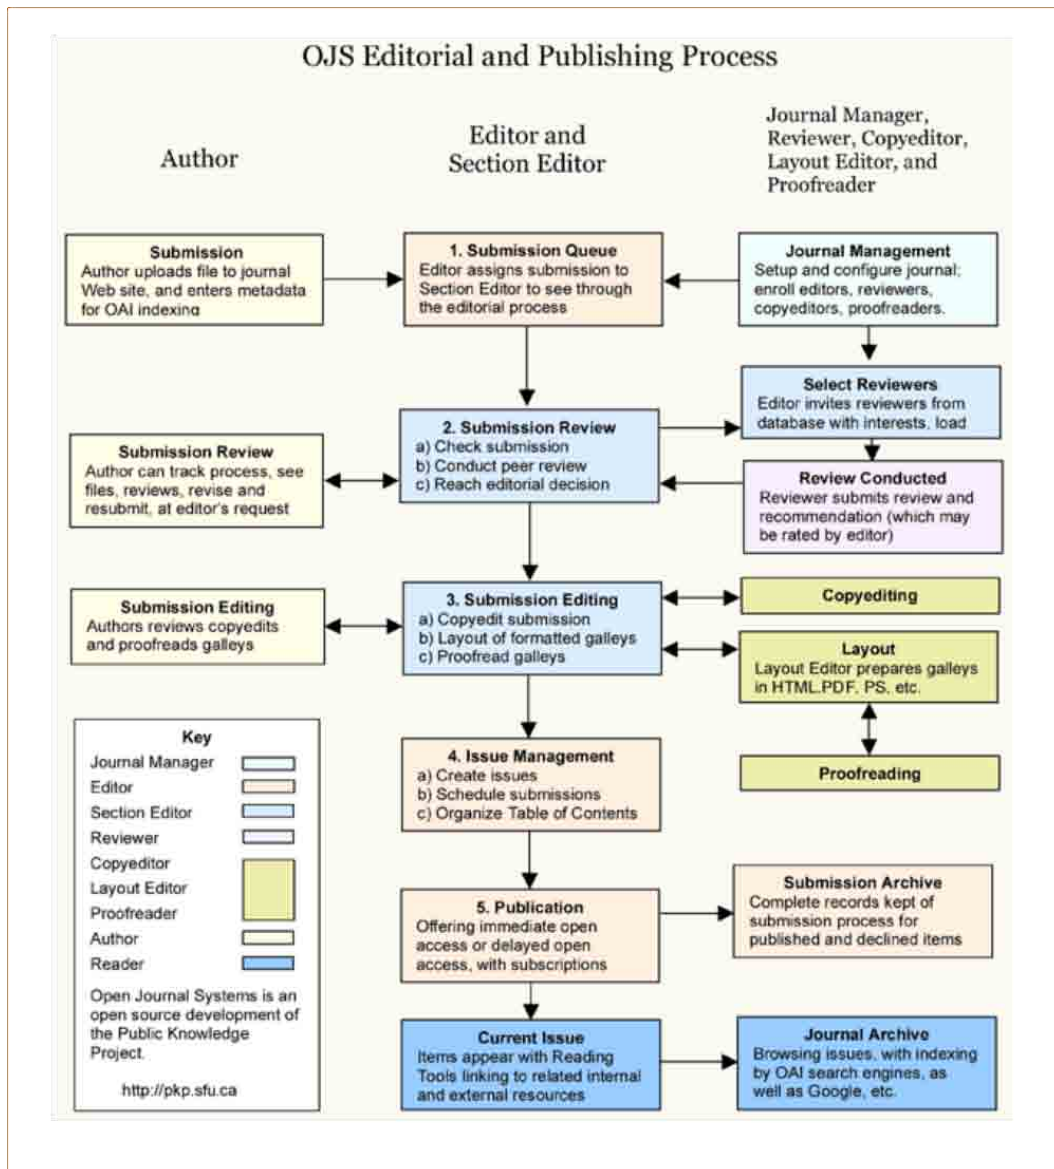 OJS Editorial and Publishing Process
Author
Editor and
Section Editor
Journal Manager,
Reviewer, Copyeditor,
Layout Editor, and
Proofreader
Submission
Author uploads file to journal
Web site, and enters metadata
for OAI indexing
1. Submission Queue
Editor assigns submission to
Section Editor to see through
the editorial process
Journal Management
Setup and configure journal;
enroll editors, reviewers,
copyeditors, proofreaders.
Select Reviewers
Editor invites reviewers from
database with interests, load
Submission Review
Author can track process, see
files, reviews, revise and
resubmit, at editor's request
2. Submission Review
a) Check submission
b) Conduct peer review
c) Reach editorial decision
Review Conducted
Reviewer submits review and
recommendation (which may
be rated by editor)
Submission Editing
Authors reviews copyedits
and proofreads galleys
3. Submission Editing
a) Copyedit submission
b) Layout of formatted galleys
c) Proofread galleys
Copyediting
Layout
Layout Editor prepares galleys
in HTML.PDF, PS, etc.
Proofreading
4. Issue Management
a) Create issues
b) Schedule submissions
c) Organize Table of Contents
5. Publication
Offering immediate open
access or delayed open
access, with subscriptions
Submission Archive
Complete records kept of
submission process for
published and declined items
Current Issue
Items appear with Reading
Tools linking to related internal
and external resources
Journal Archive
Browsing issues, with indexing
by OAI search engines, as
well as Google, etc.
Key
Journal Manager
Editor
Section Editor
Reviewer
Copyeditor
Layout Editor
Proofreader
Author
Reader
Open Journal Systems is an
open source development of
the Public Knowledge
Project.
http://pkp.sfu.ca